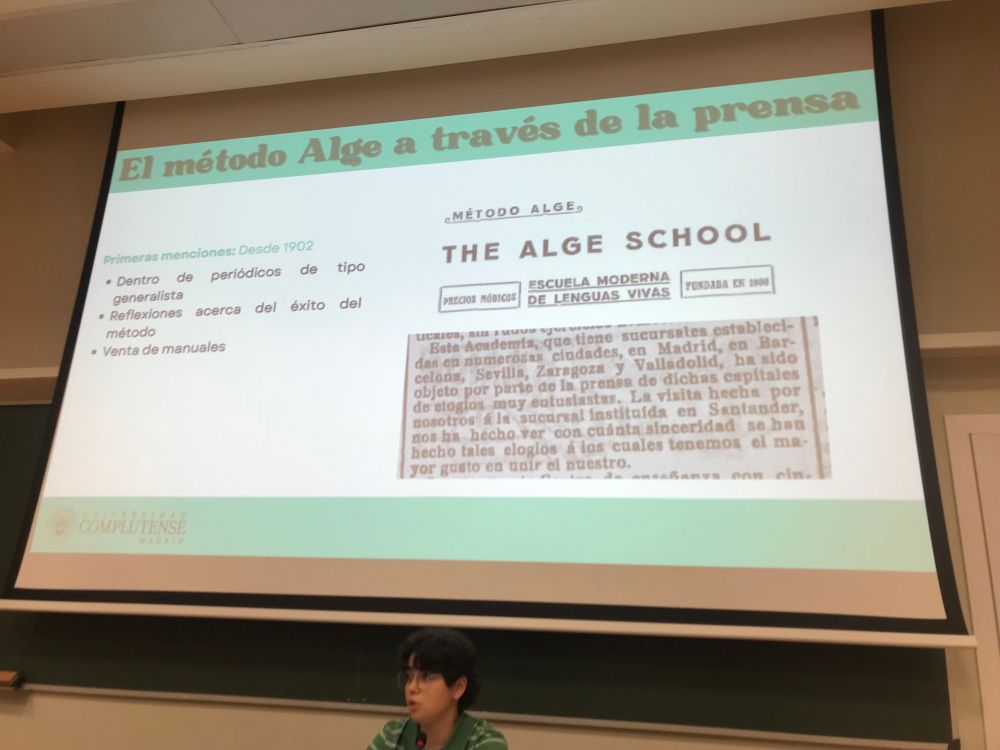 El método Alge a través de la prensa
Primeras menciones: Desde 1902
• Dentro de periódicos de tipo
generalista
• Reflexiones acerca del éxito del
método
• Venta de manuales
MÉTODO ALGE
THE ALGE SCHOOL
PRECIOS MÓDICOS
ESCUELA MODERNA
DE LENGUAS VIVAS
FUNDADA EN 1900
Esta Academia, que tiene sucursales estableci-
das en numerosas ciudades, en Madrid, en Bar-
celona, Sevilla, Zaragoza y Valladolid, ha sido
objeto por parte de la prensa de dichas capitales
de elogios muy entusiastas. La visita hecha por
nosotros á la sucursal instituída en Santander,
nos ha hecho ver con cuánta sinceridad se han
hecho tales elogios á los cuales tenemos el ma-
yor gusto en unir el nuestro.
de enseñanza con cin-
UNIVERSIDAD
COMPLUTENSE
MADRID